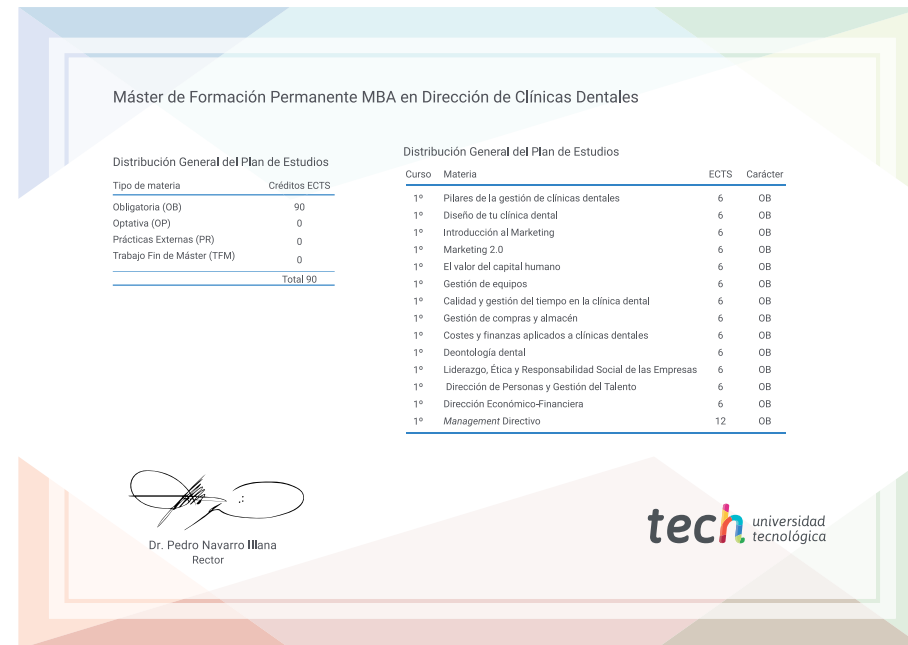 Máster de Formación Permanente MBA en Dirección de Clínicas Dentales
Distribución General del Plan de Estudios
Tipo de materia Créditos ECTS
Obligatoria (OB) 90
Optativa (OP) 0
Prácticas Externas (PR) 0
Trabajo Fin de Máster (TFM) 0
Total 90
Distribución General del Plan de Estudios
Curso Materia ECTS Carácter
1º Pilares de la gestión de clínicas dentales 6 OB
1º Diseño de tu clínica dental 6 OB
1º Introducción al Marketing 6 OB
1º Marketing 2.0 6 OB
1º El valor del capital humano 6 OB
1º Gestión de equipos 6 OB
1º Calidad y gestión del tiempo en la clínica dental 6 OB
1º Gestión de compras y almacén 6 OB
1º Costes y finanzas aplicados a clínicas dentales 6 OB
1º Deontología dental 6 OB
1º Liderazgo, Ética y Responsabilidad Social de las Empresas 6 OB
1º Dirección de Personas y Gestión del Talento 6 OB
1º Dirección Económico-Financiera 6 OB
1º Management Directivo 12 OB
Dr. Pedro Navarro Illana
Rector
tech universidad
tecnológica